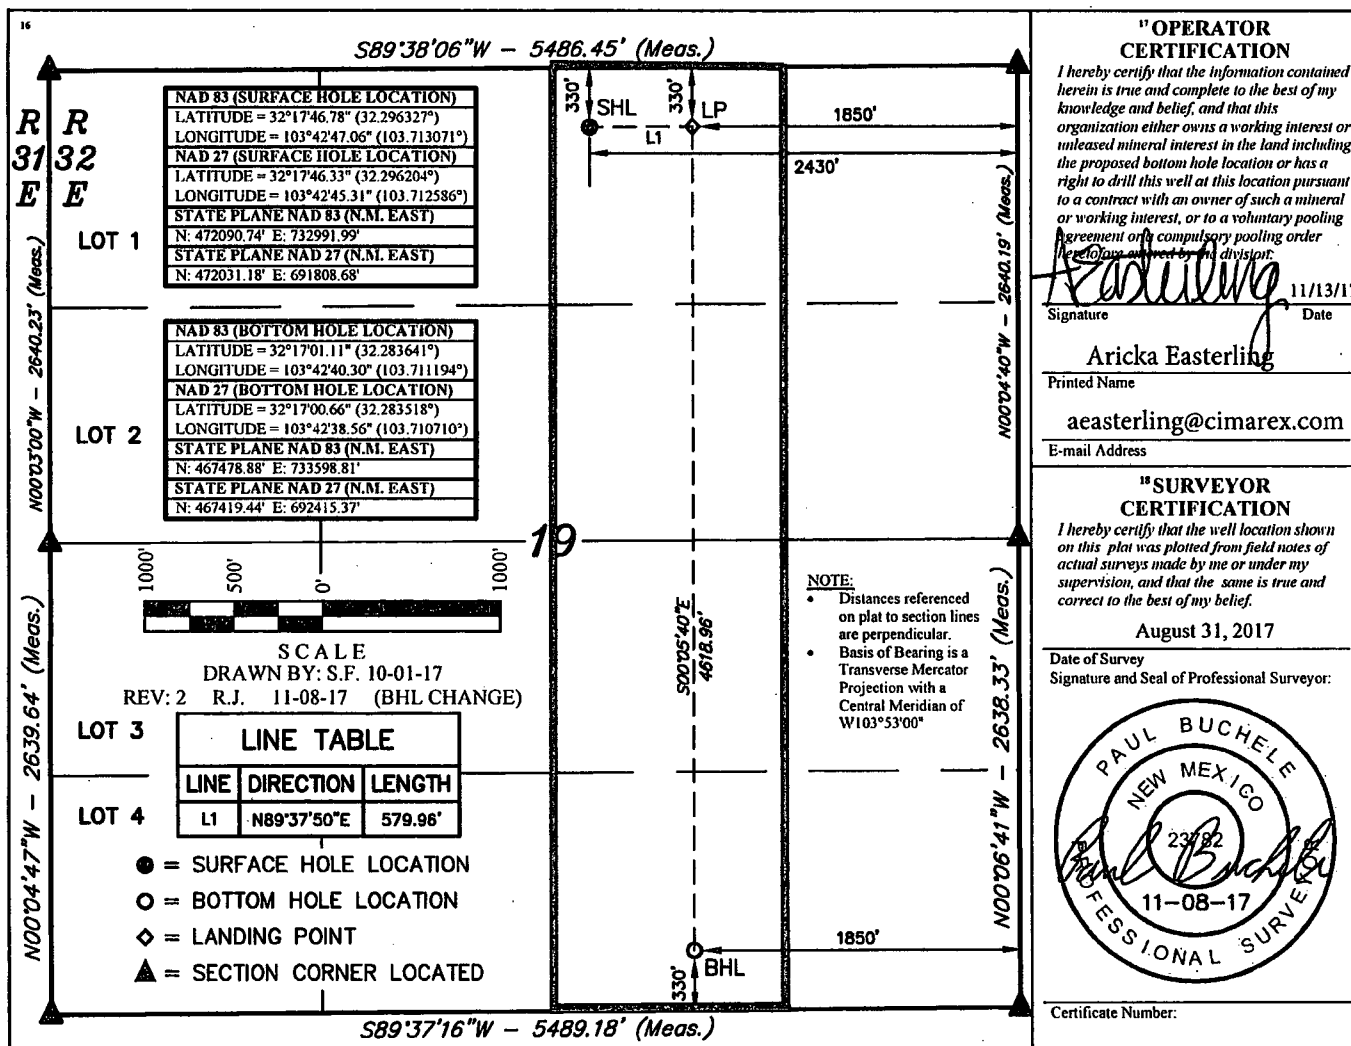 16
S89°38'06"W – 5486.45' (Meas.)
R R
31 32
E E
NAD 83 (SURFACE HOLE LOCATION)
LATITUDE = 32°17'46.78" (32.296327°)
LONGITUDE = 103°42'47.06" (103.713071°)
NAD 27 (SURFACE HOLE LOCATION)
LATITUDE = 32°17'46.33" (32.296204°)
LONGITUDE = 103°42'45.31" (103.712586°)
STATE PLANE NAD 83 (N.M. EAST)
N: 472090.74' E: 732991.99'
STATE PLANE NAD 27 (N.M. EAST)
N: 472031.18' E: 691808.68'
LOT 1
330'
SHL
330'
LP
L1
1850'
2430'
N00°03'00"W – 2640.23' (Meas.)
N00°04'40"W – 2640.19' (Meas.)
NAD 83 (BOTTOM HOLE LOCATION)
LATITUDE = 32°17'01.11" (32.283641°)
LONGITUDE = 103°42'40.30" (103.711194°)
NAD 27 (BOTTOM HOLE LOCATION)
LATITUDE = 32°17'00.66" (32.283518°)
LONGITUDE = 103°42'38.56" (103.710710°)
STATE PLANE NAD 83 (N.M. EAST)
N: 467478.88' E: 733598.81'
STATE PLANE NAD 27 (N.M. EAST)
N: 467419.44' E: 692415.37'
LOT 2
19
1000' 500' 0' 1000'
SCALE
DRAWN BY: S.F. 10-01-17
REV: 2 R.J. 11-08-17 (BHL CHANGE)
LOT 3
LINE TABLE
LINE DIRECTION LENGTH
L1 N89°37'50"E 579.96'
LOT 4
= SURFACE HOLE LOCATION
= BOTTOM HOLE LOCATION
= LANDING POINT
= SECTION CORNER LOCATED
N00°04'47"W – 2639.64' (Meas.)
S00°05'40"E
4618.96'
NOTE:
• Distances referenced
on plat to section lines
are perpendicular.
• Basis of Bearing is a
Transverse Mercator
Projection with a
Central Meridian of
W103°53'00"
N00°06'41"W – 2638.33' (Meas.)
1850'
BHL
330'
S89°37'16"W – 5489.18' (Meas.)
17 OPERATOR
CERTIFICATION
I hereby certify that the information contained
herein is true and complete to the best of my
knowledge and belief, and that this
organization either owns a working interest or
unleased mineral interest in the land including
the proposed bottom hole location or has a
right to drill this well at this location pursuant
to a contract with an owner of such a mineral
or working interest, or to a voluntary pooling
agreement or a compulsory pooling order
heretofore entered by the division.
AEasterling
11/13/17
Signature Date
Aricka Easterling
Printed Name
aeasterling@cimarex.com
E-mail Address
18 SURVEYOR
CERTIFICATION
I hereby certify that the well location shown
on this plat was plotted from field notes of
actual surveys made by me or under my
supervision, and that the same is true and
correct to the best of my belief.
August 31, 2017
Date of Survey
Signature and Seal of Professional Surveyor:
PAUL BUCHELE
NEW MEXICO
23782
Paul Buchele
11-08-17
PROFESSIONAL SURVEYOR
Certificate Number: